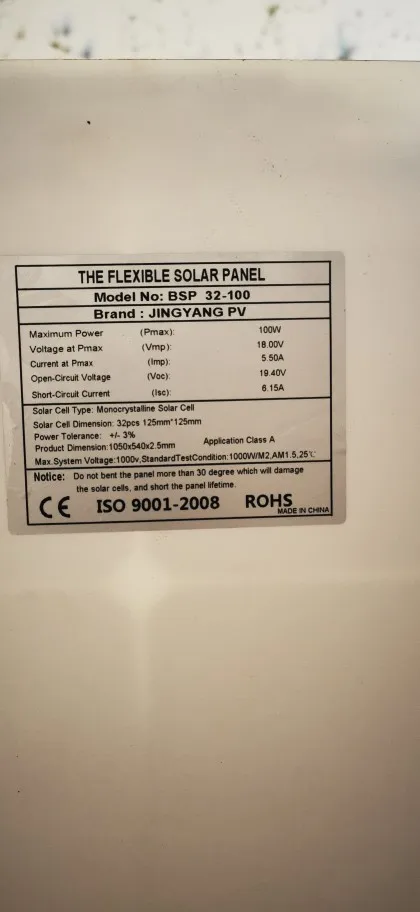 THE FLEXIBLE SOLAR PANEL
Model No: BSP 32-100
Brand : JINGYANG PV
Maximum Power (Pmax): 100W
Voltage at Pmax (Vmp): 18.00V
Current at Pmax (Imp): 5.50A
Open-Circuit Voltage (Voc): 19.40V
Short-Circuit Current (Isc): 6.15A
Solar Cell Type: Monocrystalline Solar Cell
Solar Cell Dimension: 32pcs 125mm*125mm
Power Tolerance: +/- 3% Application Class A
Product Dimension:1050x540x2.5mm
Max.System Voltage:1000v,StandardTestCondition:1000W/M2,AM1.5,25℃
Notice: Do not bent the panel more than 30 degree which will damage
the solar cells, and short the panel lifetime.
CE ISO 9001-2008 ROHS
MADE IN CHINA